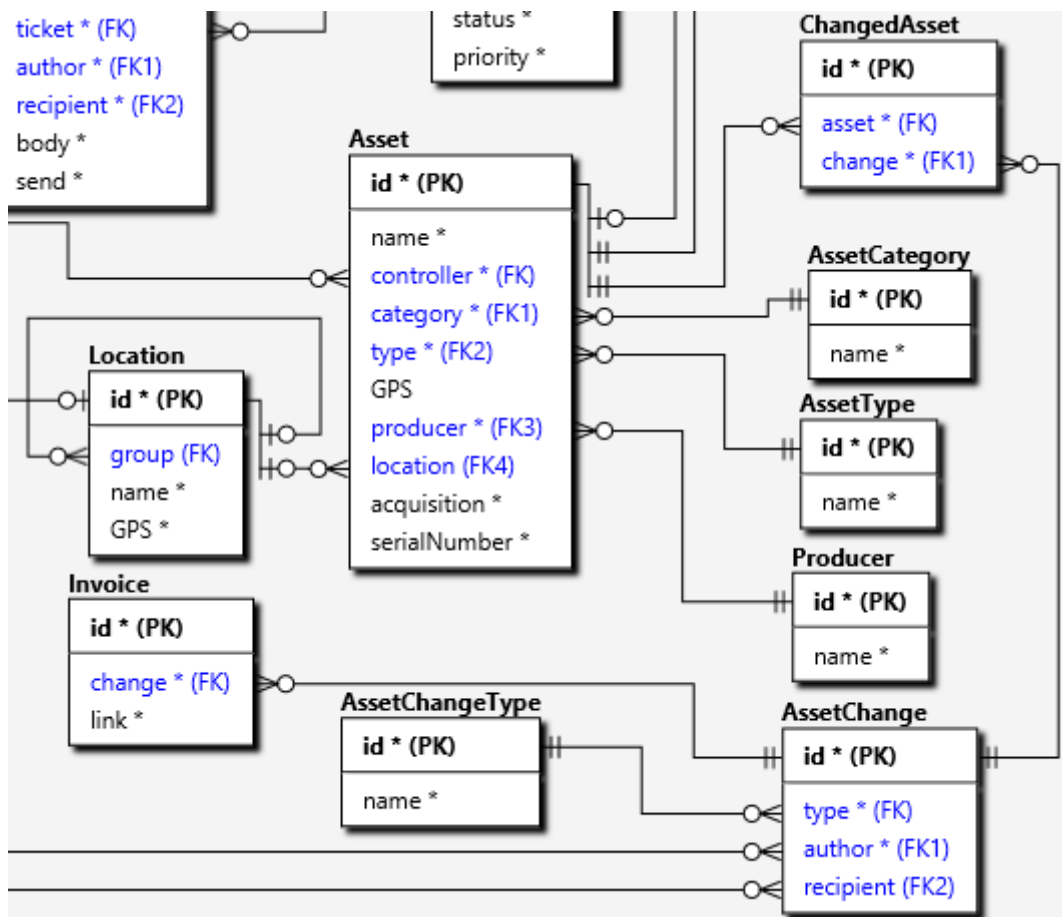 ticket * (FK)
author * (FK1)
recipient * (FK2)
body *
send *
status *
priority *
ChangedAsset
id * (PK)
asset * (FK)
change * (FK1)
Asset
id * (PK)
name *
controller * (FK)
category * (FK1)
type * (FK2)
GPS
producer * (FK3)
location (FK4)
acquisition *
serialNumber *
AssetCategory
id * (PK)
name *
Location
id * (PK)
group (FK)
name *
GPS *
AssetType
id * (PK)
name *
Producer
id * (PK)
name *
Invoice
id * (PK)
change * (FK)
link *
AssetChangeType
id * (PK)
name *
AssetChange
id * (PK)
type * (FK)
author * (FK1)
recipient (FK2)